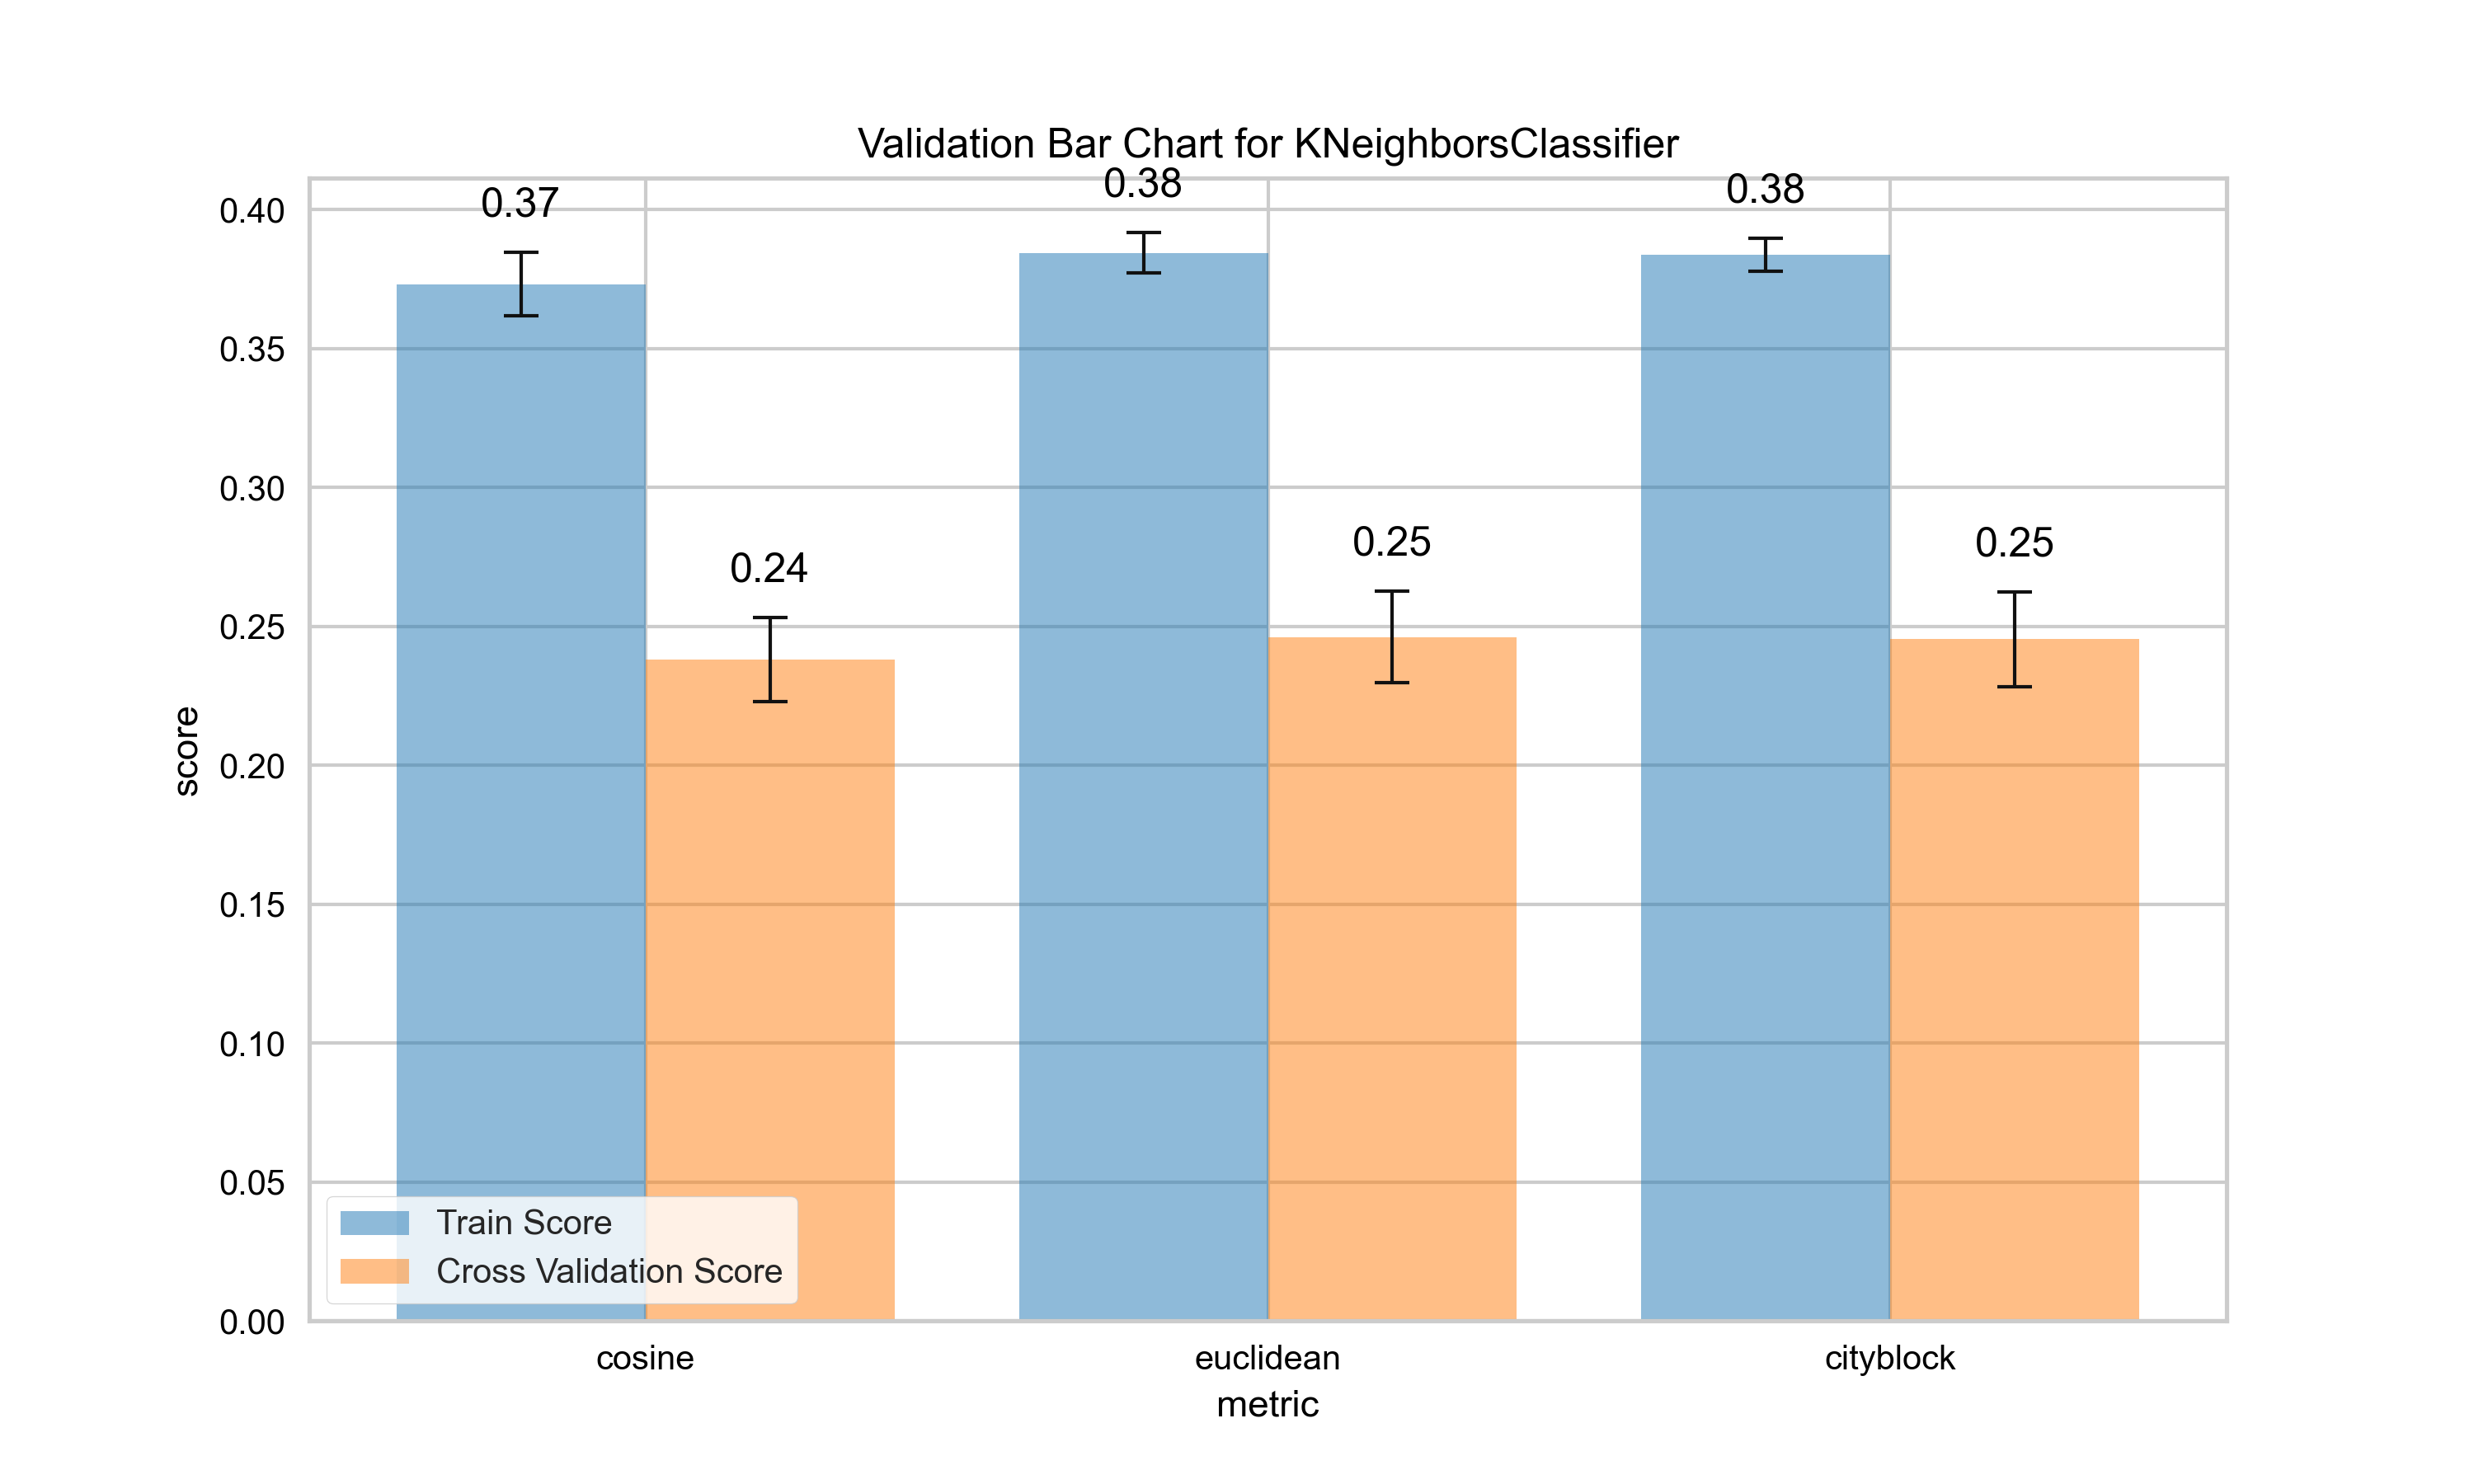 Validation Bar Chart for KNeighborsClassifier
0.37
0.38
0.38
0.24
0.25
0.25
0.40
0.35
0.30
0.25
0.20
0.15
0.10
0.05
0.00
score
Train Score
Cross Validation Score
cosine
euclidean
cityblock
metric